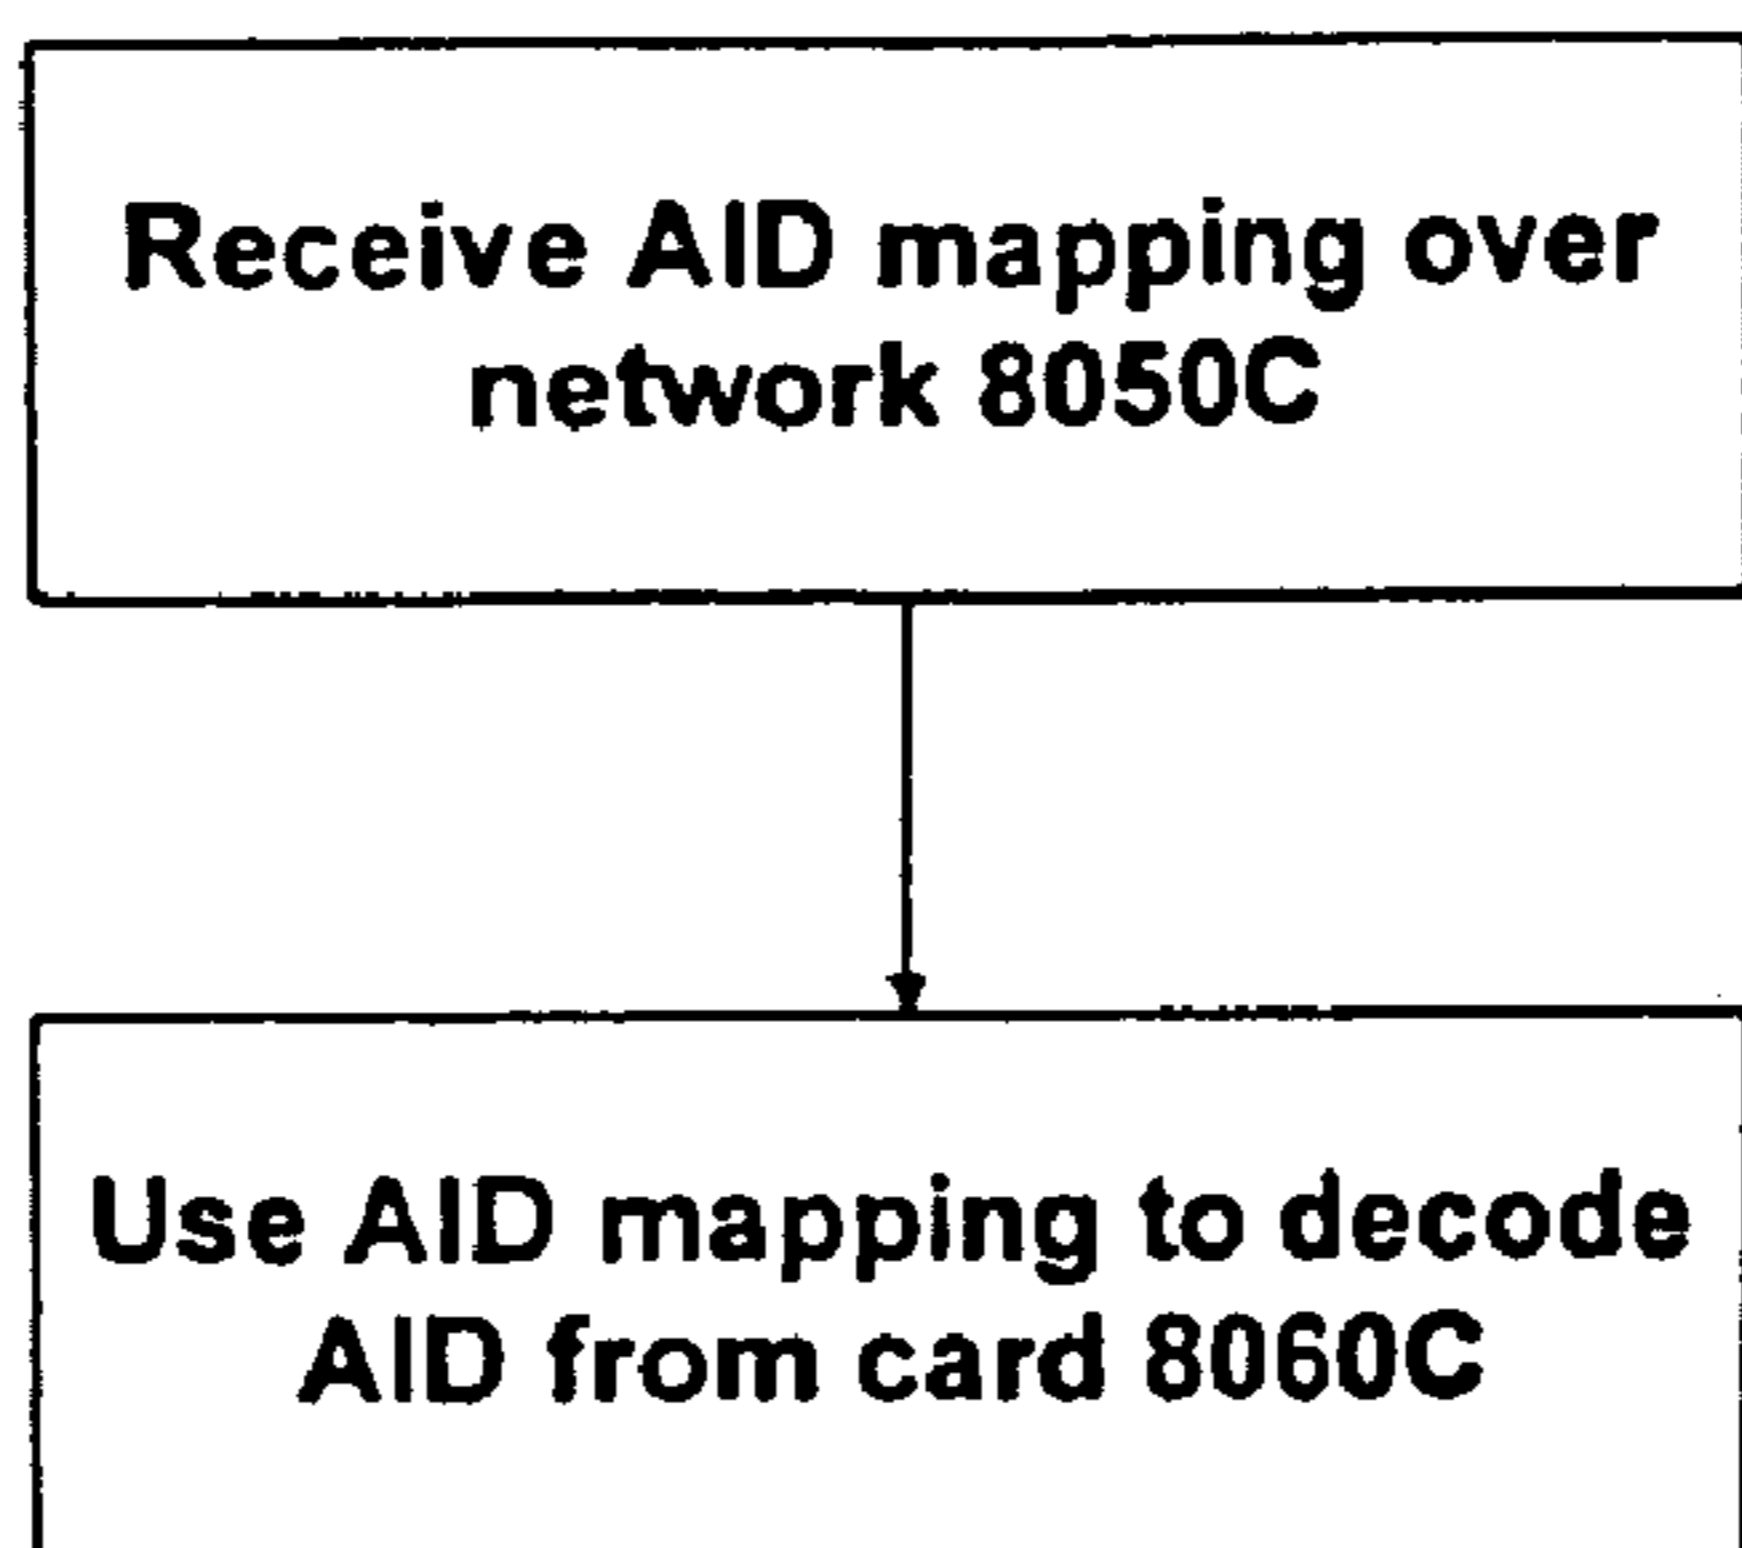 Receive AID mapping over
network 8050C
Use AID mapping to decode
AID from card 8060C